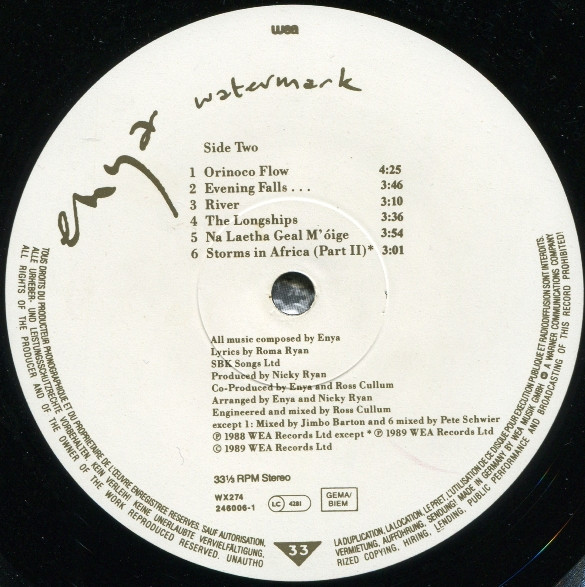 wea
enya watermark
Side Two
1 Orinoco Flow 4:25
2 Evening Falls . . . 3:46
3 River 3:10
4 The Longships 3:36
5 Na Laetha Geal M'óige 3:54
6 Storms in Africa (Part II)* 3:01
All music composed by Enya
Lyrics by Roma Ryan
SBK Songs Ltd
Produced by Nicky Ryan
Co-Produced by Enya and Ross Cullum
Arranged by Enya and Nicky Ryan
Engineered and mixed by Ross Cullum
except 1: Mixed by Jimbo Barton and 6 mixed by Pete Schwier
℗ 1988 WEA Records Ltd except * ℗ 1989 WEA Records Ltd
© 1989 WEA Records Ltd
33⅓ RPM Stereo
WX274
246006-1
LC 4281
GEMA/
BIEM
33
TOUS DROITS DU PRODUCTEUR PHONOGRAPHIQUE ET DU PROPRIETAIRE DE L'ŒUVRE ENREGISTREE RESERVES. SAUF AUTORISATION,
LA DUPLICATION, LA LOCATION, LE PRET, L'UTILISATION DE CE DISQUE POUR EXECUTION PUBLIQUE ET RADIODIFFUSION SONT INTERDITS.
ALLE URHEBER- UND LEISTUNGSSCHUTZRECHTE VORBEHALTEN. KEIN VERLEIH! KEINE UNERLAUBTE VERVIELFÄLTIGUNG,
VERMIETUNG, AUFFÜHRUNG, SENDUNG! MADE IN GERMANY BY WEA MUSIK GMBH A WARNER COMMUNICATIONS COMPANY
ALL RIGHTS OF THE PRODUCER AND OF THE OWNER OF THE WORK REPRODUCED RESERVED. UNAUTHO
RIZED COPYING, HIRING, LENDING, PUBLIC PERFORMANCE AND BROADCASTING OF THIS RECORD PROHIBITED!